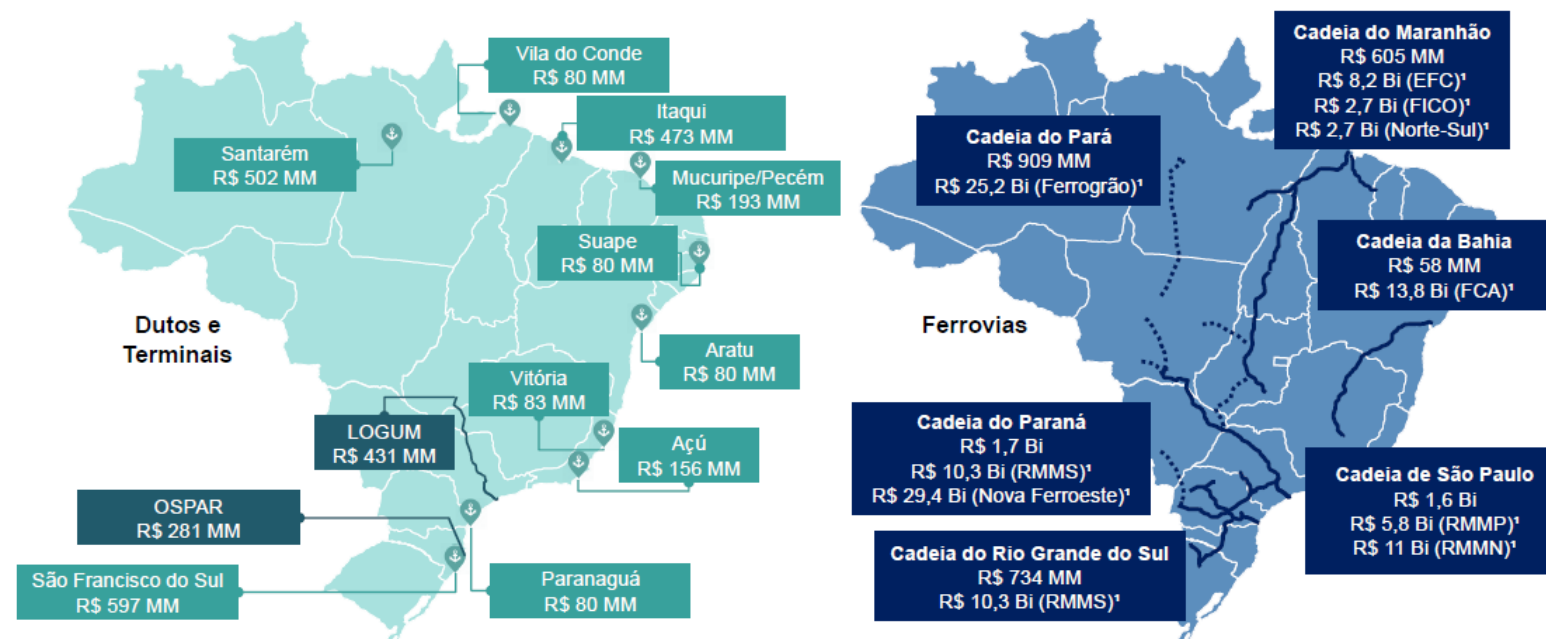 Vila do Conde
R$ 80 MM
Itaqui
R$ 473 MM
Santarém
R$ 502 MM
Mucuripe/Pecém
R$ 193 MM
Suape
R$ 80 MM
Dutos e
Terminais
Aratu
R$ 80 MM
Vitória
R$ 83 MM
LOGUM
R$ 431 MM
Açú
R$ 156 MM
OSPAR
R$ 281 MM
São Francisco do Sul
R$ 597 MM
Paranaguá
R$ 80 MM
Cadeia do Maranhão
R$ 605 MM
R$ 8,2 Bi (EFC)¹
R$ 2,7 Bi (FICO)¹
R$ 2,7 Bi (Norte-Sul)¹
Cadeia do Pará
R$ 909 MM
R$ 25,2 Bi (Ferrogrão)¹
Cadeia da Bahia
R$ 58 MM
R$ 13,8 Bi (FCA)¹
Ferrovias
Cadeia do Paraná
R$ 1,7 Bi
R$ 10,3 Bi (RMMS)¹
R$ 29,4 Bi (Nova Ferroeste)¹
Cadeia de São Paulo
R$ 1,6 Bi
R$ 5,8 Bi (RMMP)¹
R$ 11 Bi (RMMN)¹
Cadeia do Rio Grande do Sul
R$ 734 MM
R$ 10,3 Bi (RMMS)¹